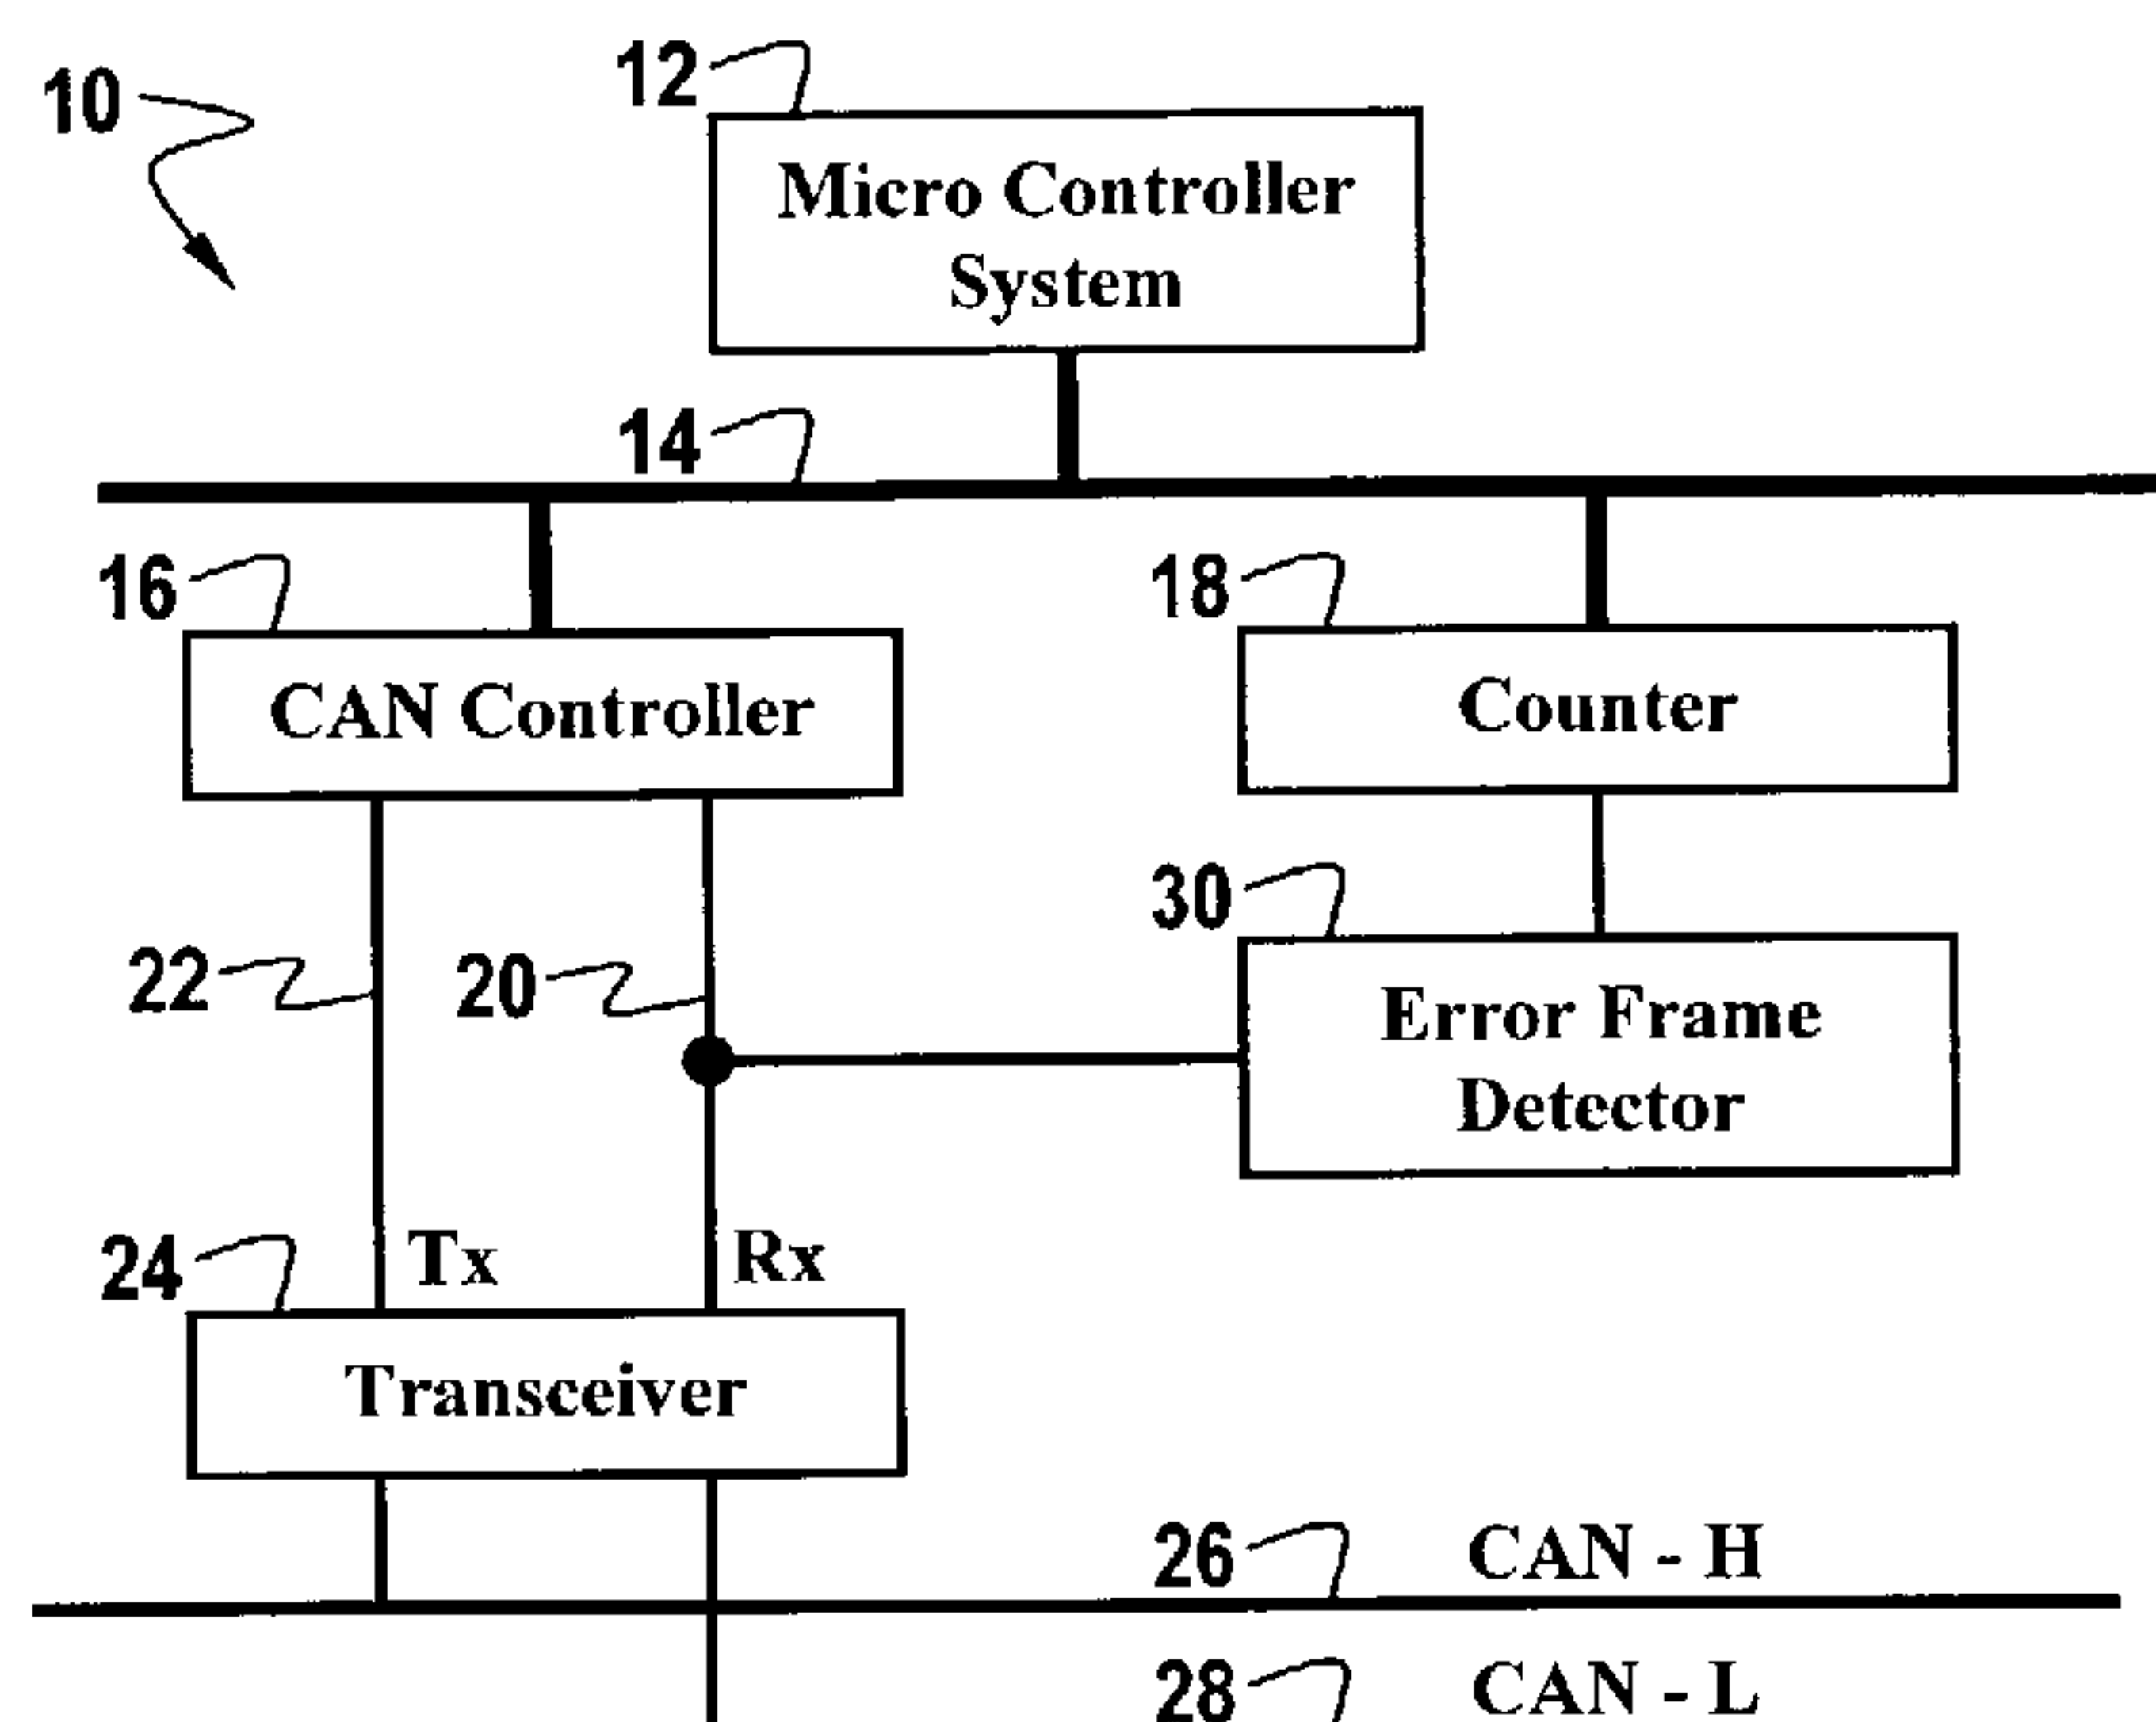 10
12
Micro Controller
System
14
16
18
CAN Controller
Counter
30
22
20
Error Frame
Detector
24
Tx
Rx
Transceiver
26
CAN - H
28
CAN - L